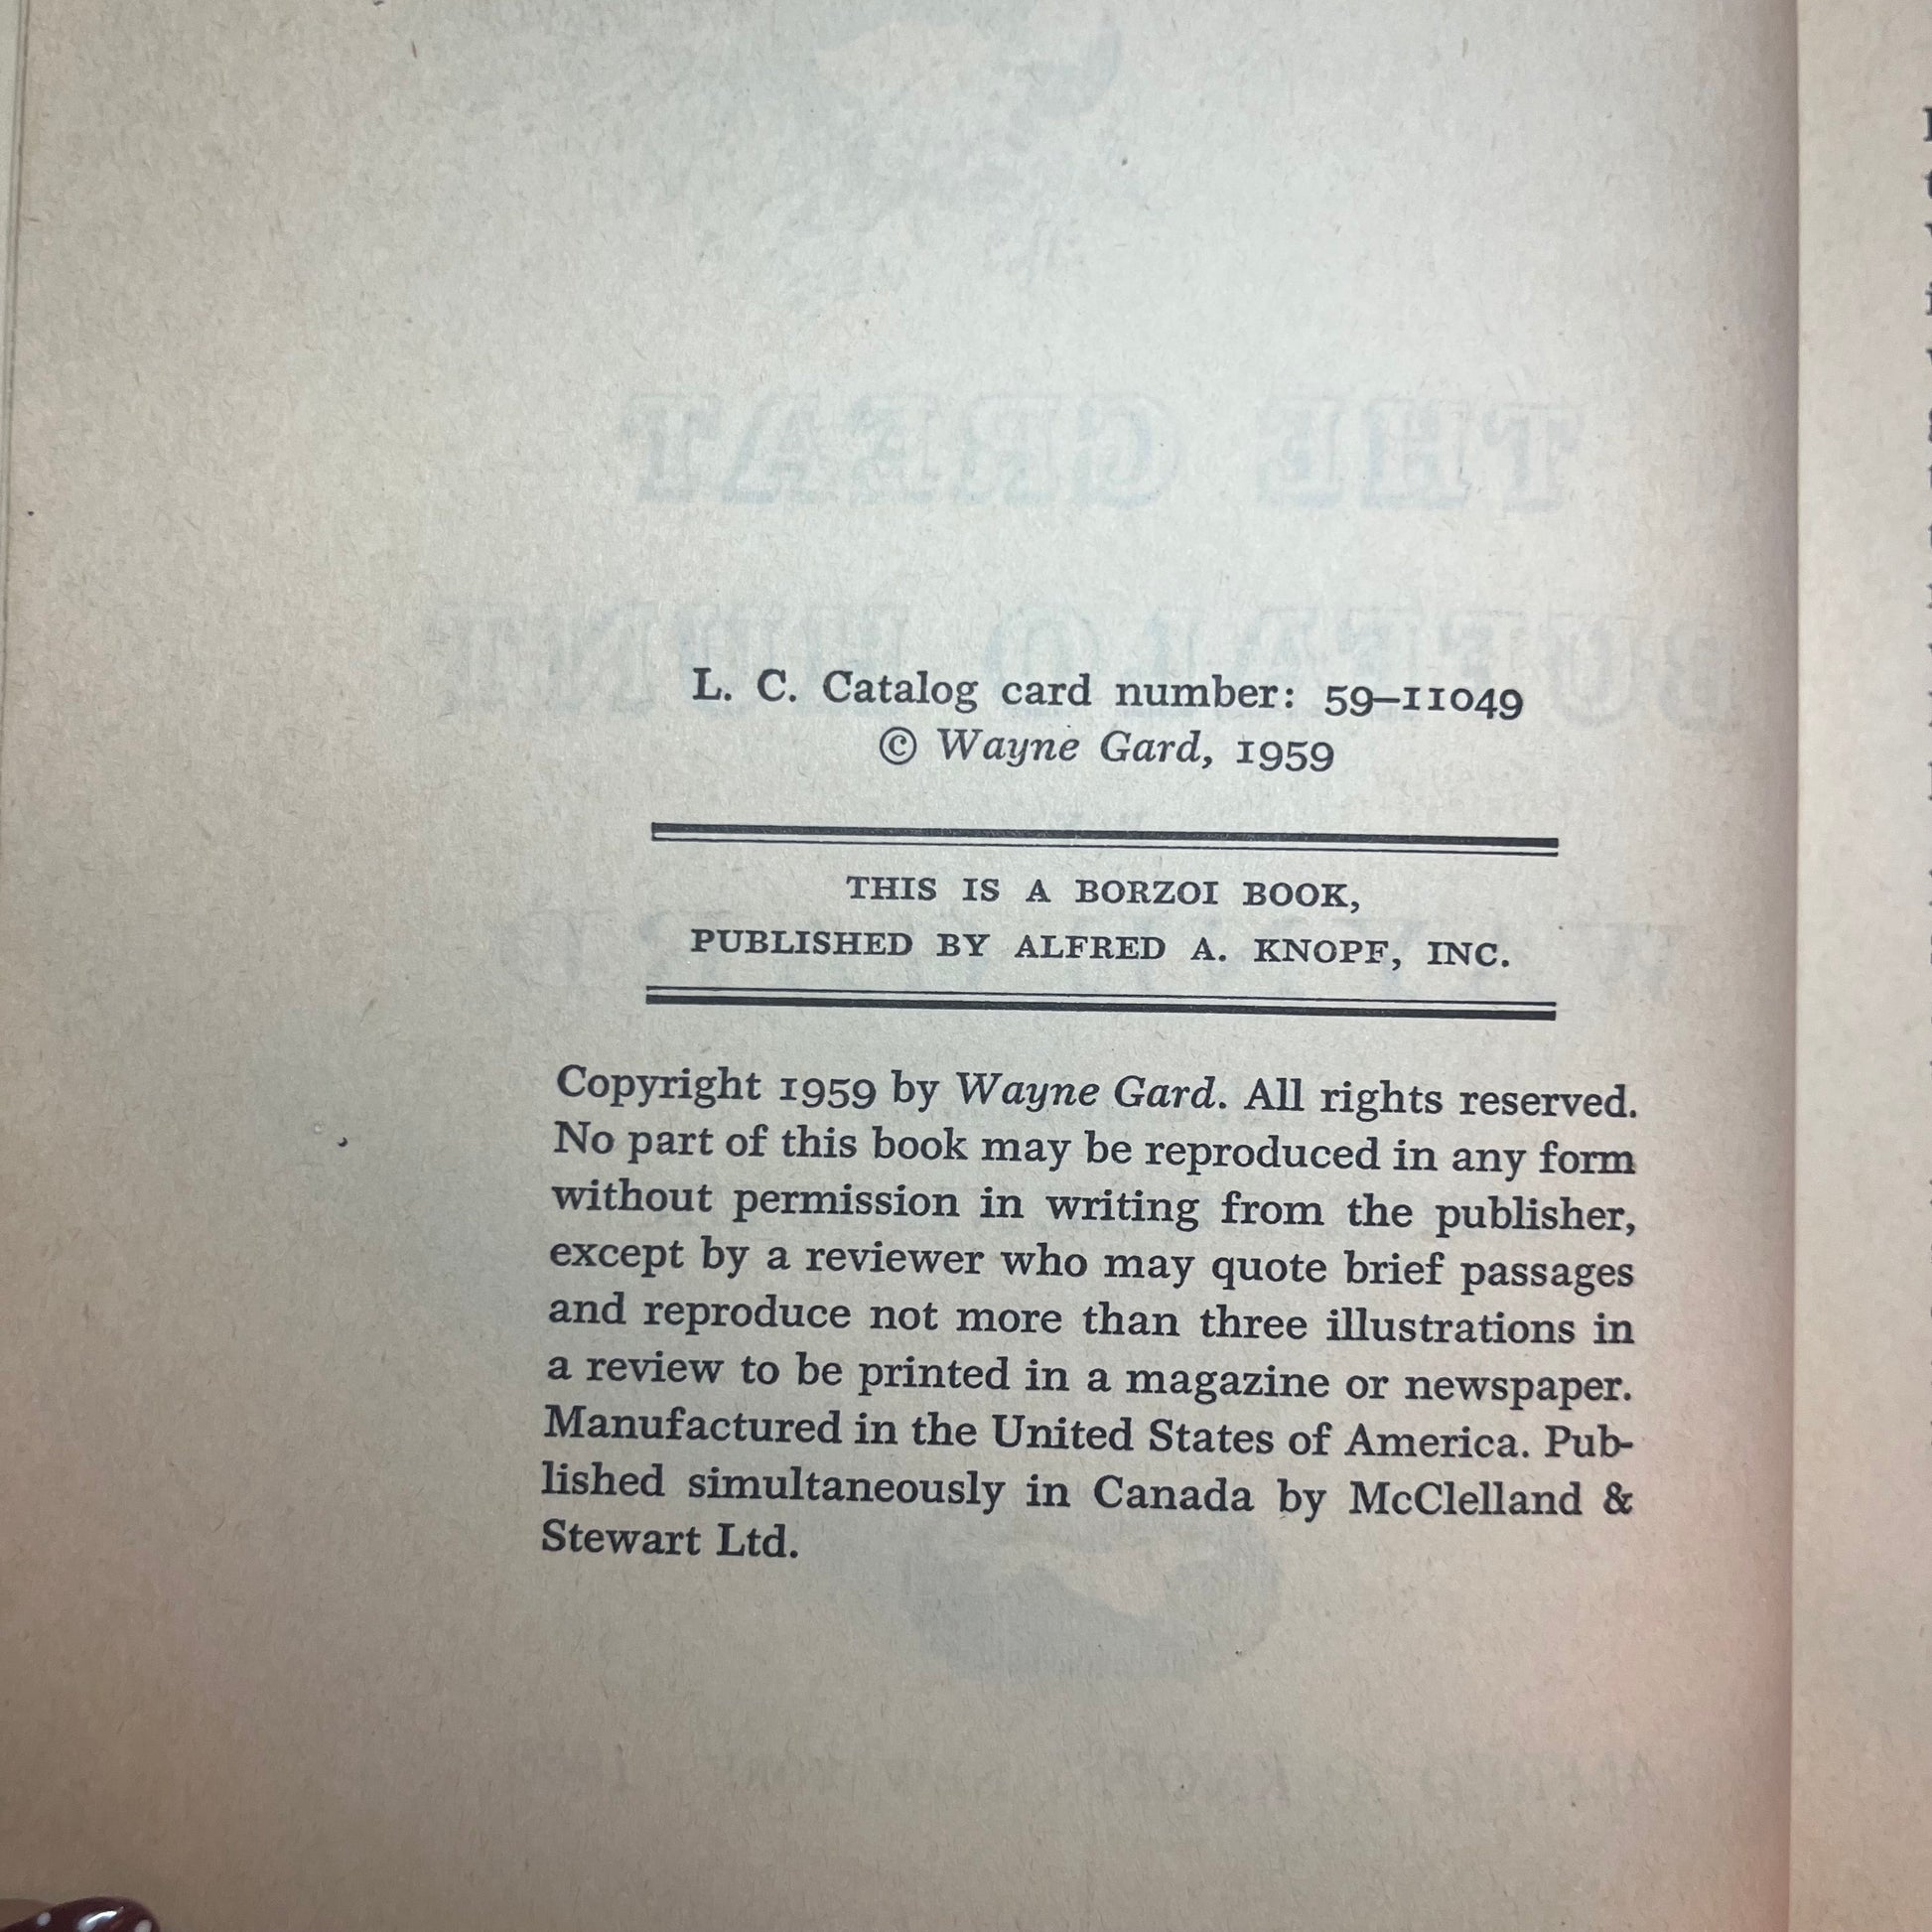 THE GREAT
BUFFALO HUNT
L. C. Catalog card number: 59–11049
© Wayne Gard, 1959
THIS IS A BORZOI BOOK,
PUBLISHED BY ALFRED A. KNOPF, INC.
Copyright 1959 by Wayne Gard. All rights reserved.
No part of this book may be reproduced in any form
without permission in writing from the publisher,
except by a reviewer who may quote brief passages
and reproduce not more than three illustrations in
a review to be printed in a magazine or newspaper.
Manufactured in the United States of America. Pub-
lished simultaneously in Canada by McClelland &
Stewart Ltd.